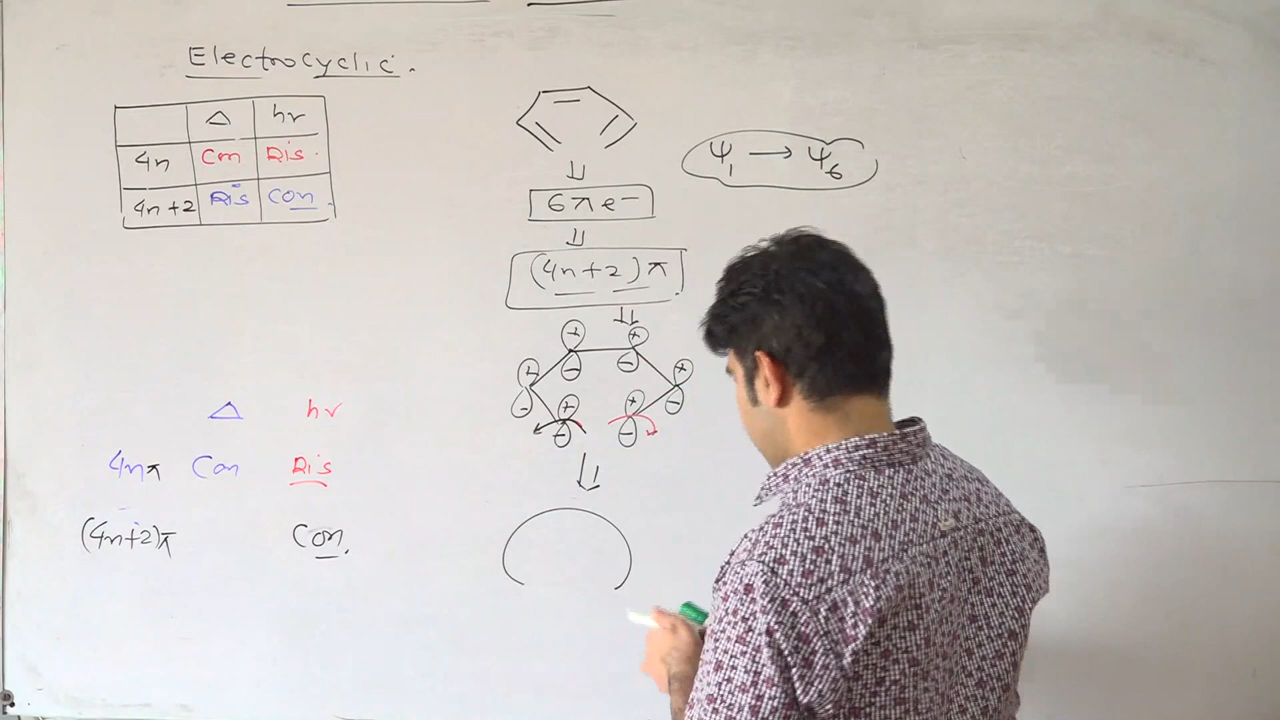 Electrocyclic.
Δ hν
4n Con Dis.
4n+2 Dis Con.
ψ1 → ψ6
⇓
6πe−
⇓
(4n+2)π
⇓
+ +
− −
+ +
− −
+ +
− −
⇓
Δ hν
4nπ Con Dis
(4n+2)π Con.